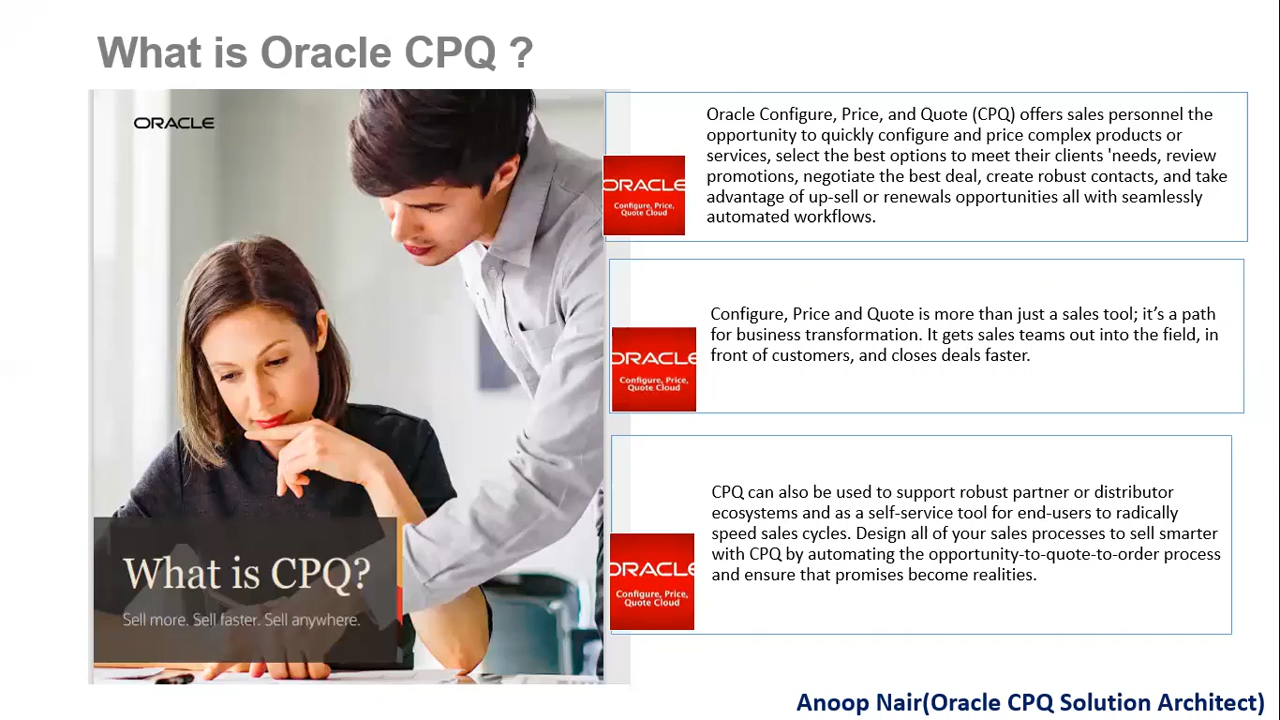 What is Oracle CPQ ?
ORACLE
What is CPQ?
Sell more. Sell faster. Sell anywhere.
ORACLE
Configure, Price,
Quote Cloud
Oracle Configure, Price, and Quote (CPQ) offers sales personnel the
opportunity to quickly configure and price complex products or
services, select the best options to meet their clients 'needs, review
promotions, negotiate the best deal, create robust contacts, and take
advantage of up-sell or renewals opportunities all with seamlessly
automated workflows.
ORACLE
Configure, Price,
Quote Cloud
Configure, Price and Quote is more than just a sales tool; it’s a path
for business transformation. It gets sales teams out into the field, in
front of customers, and closes deals faster.
ORACLE
Configure, Price,
Quote Cloud
CPQ can also be used to support robust partner or distributor
ecosystems and as a self-service tool for end-users to radically
speed sales cycles. Design all of your sales processes to sell smarter
with CPQ by automating the opportunity-to-quote-to-order process
and ensure that promises become realities.
Anoop Nair(Oracle CPQ Solution Architect)